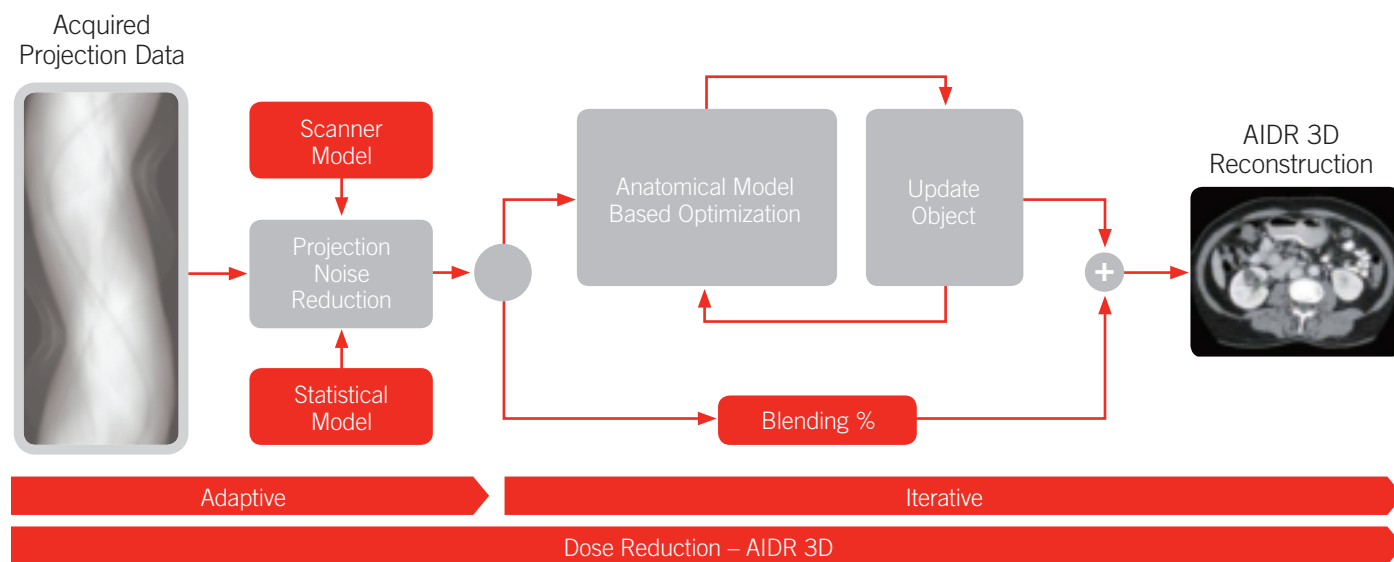 Acquired
Projection Data
Scanner
Model
Projection
Noise
Reduction
Statistical
Model
Anatomical Model
Based Optimization
Update
Object
Blending %
+
AIDR 3D
Reconstruction
Adaptive
Iterative
Dose Reduction – AIDR 3D